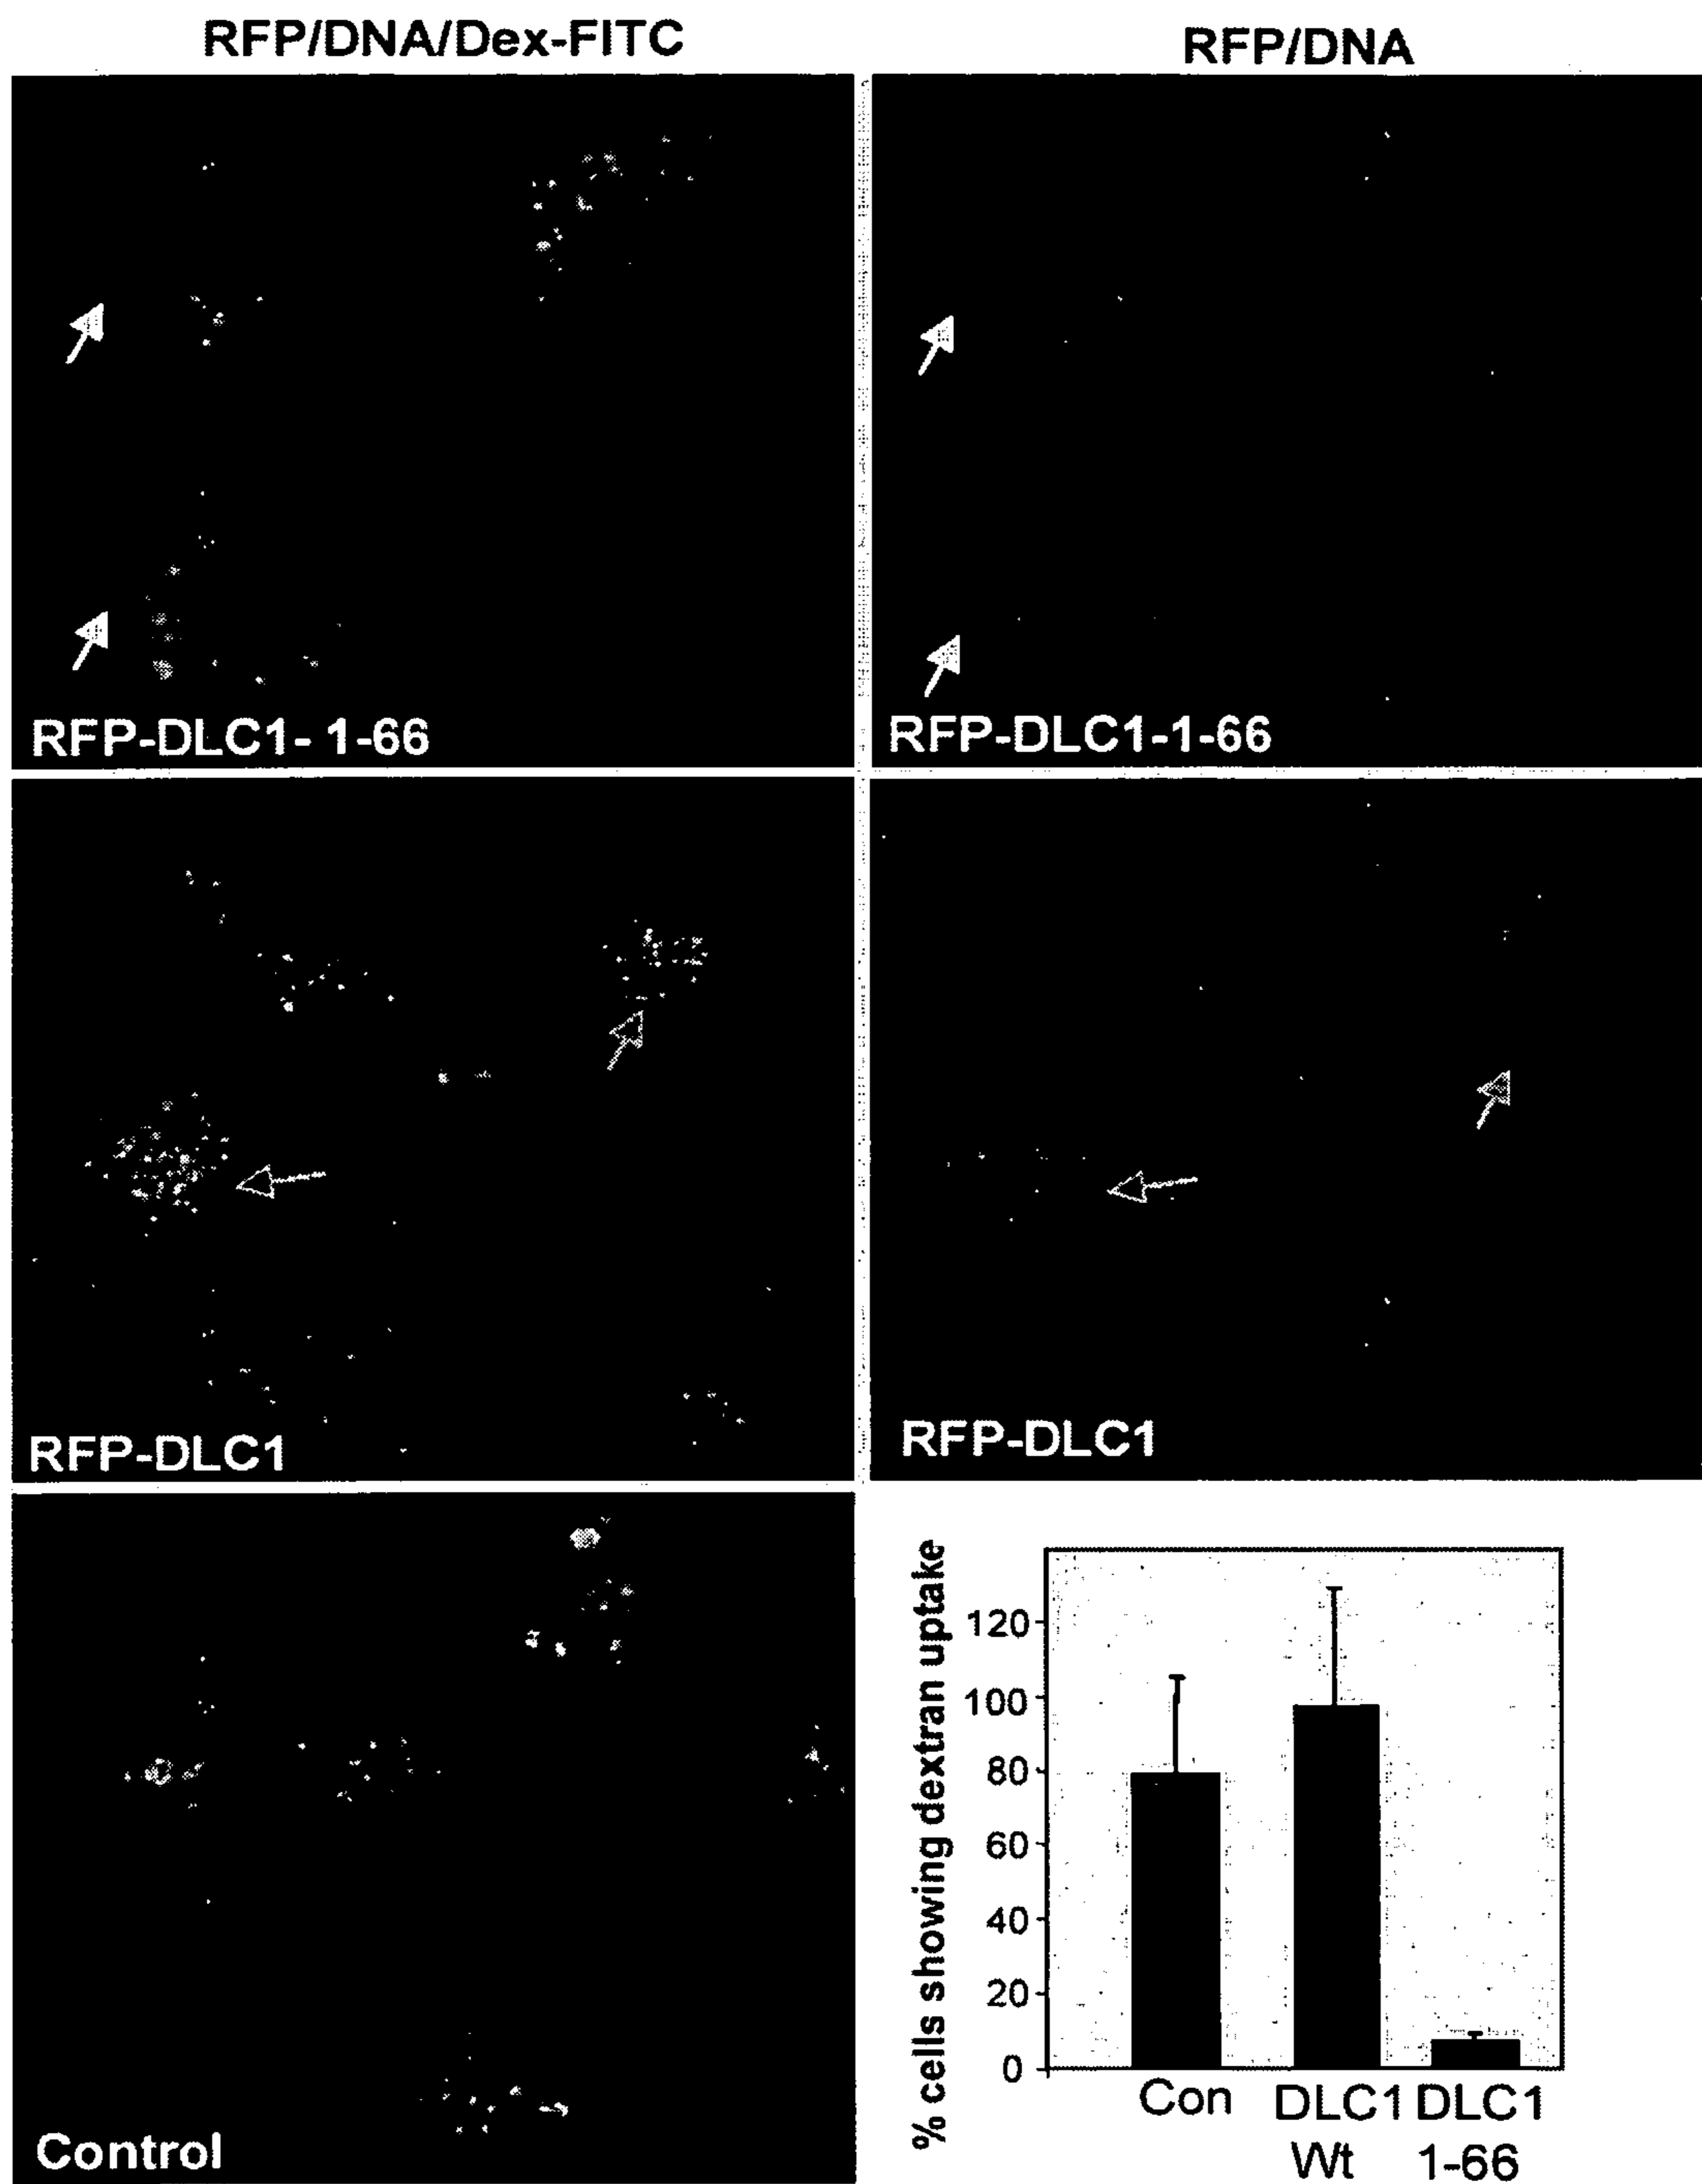 RFP/DNA/Dex-FITC
RFP/DNA
RFP-DLC1- 1-66
RFP-DLC1-1-66
RFP-DLC1
RFP-DLC1
Control
% cells showing dextran uptake
120
100
80
60
40
20
0
Con
DLC1
Wt
DLC1
1-66